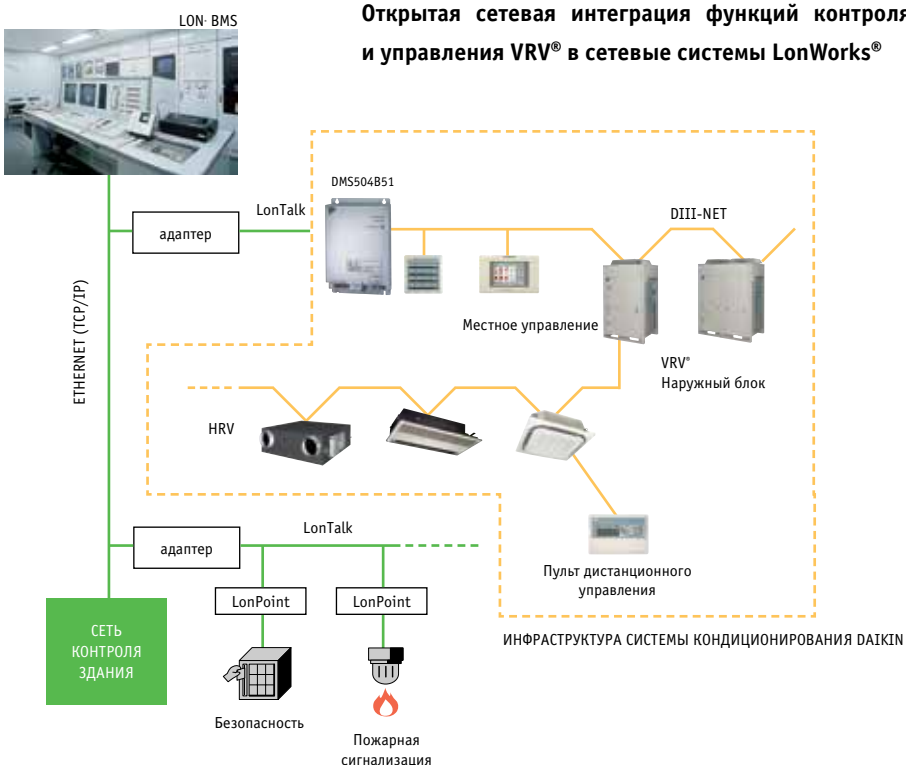 LON· BMS
Открытая сетевая интеграция функций контроля
и управления VRV® в сетевые системы LonWorks®
DMS504B51
LonTalk
адаптер
DIII-NET
ETHERNET (TCP/IP)
Местное управление
VRV®
Наружный блок
HRV
LonTalk
адаптер
Пульт дистанционного
управления
LonPoint
LonPoint
СЕТЬ
КОНТРОЛЯ
ЗДАНИЯ
ИНФРАСТРУКТУРА СИСТЕМЫ КОНДИЦИОНИРОВАНИЯ DAIKIN
Безопасность
Пожарная
сигнализация